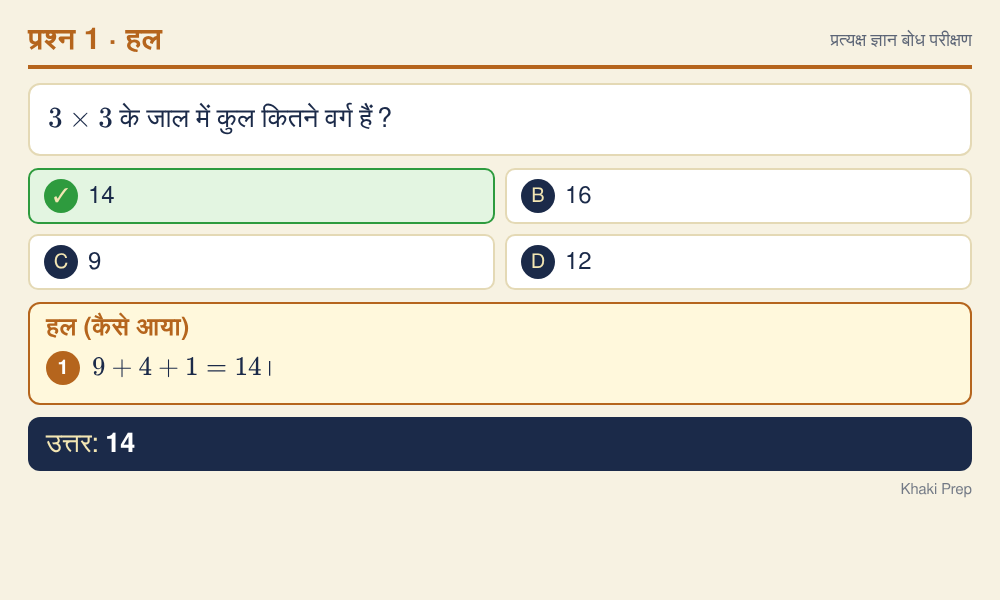 प्रश्न 1 · हल
प्रत्यक्ष ज्ञान बोध परीक्षण
3 × 3 के जाल में कुल कितने वर्ग हैं ?
✓ 14
B 16
C 9
D 12
हल (कैसे आया)
1 9 + 4 + 1 = 14।
उत्तर: 14
Khaki Prep